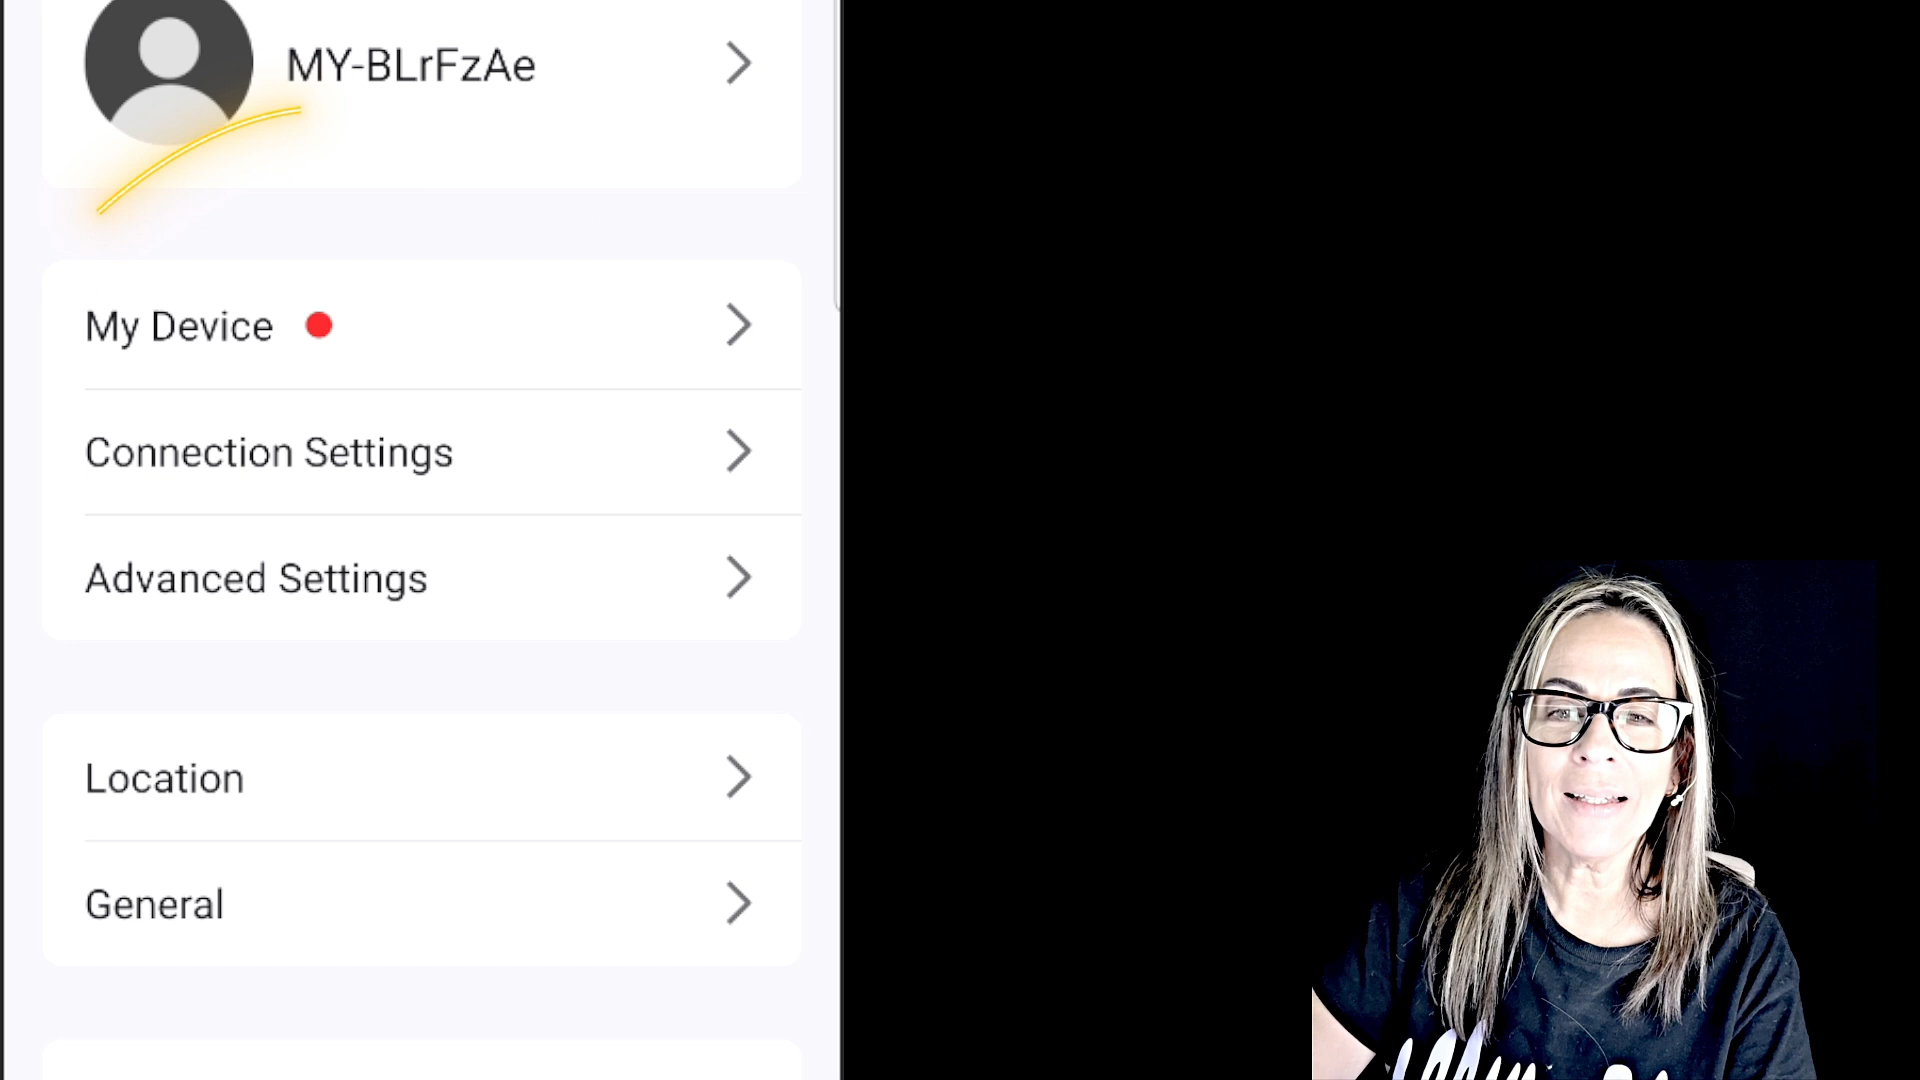 MY-BLrFzAe
My Device
Connection Settings
Advanced Settings
Location
General